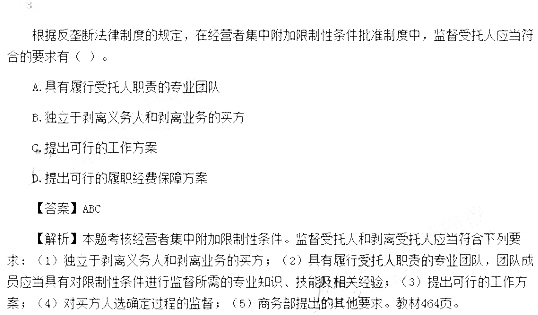 根据反垄断法律制度的规定，在经营者集中附加限制性条件批准制度中，监督受托人应当符
合的要求有（ ）。
A.具有履行受托人职责的专业团队
B.独立于剥离义务人和剥离业务的买方
C.提出可行的工作方案
D.提出可行的履职经费保障方案
【答案】ABC
【解析】本题考核经营者集中附加限制性条件。监督受托人和剥离受托人应当符合下列要
求：（1）独立于剥离义务人和剥离业务的买方；（2）具有履行受托人职责的专业团队，团队成
员应当具有对限制性条件进行监督所需的专业知识、技能及相关经验；（3）提出可行的工作方
案；（4）对买方人选确定过程的监督；（5）商务部提出的其他要求。教材464页。